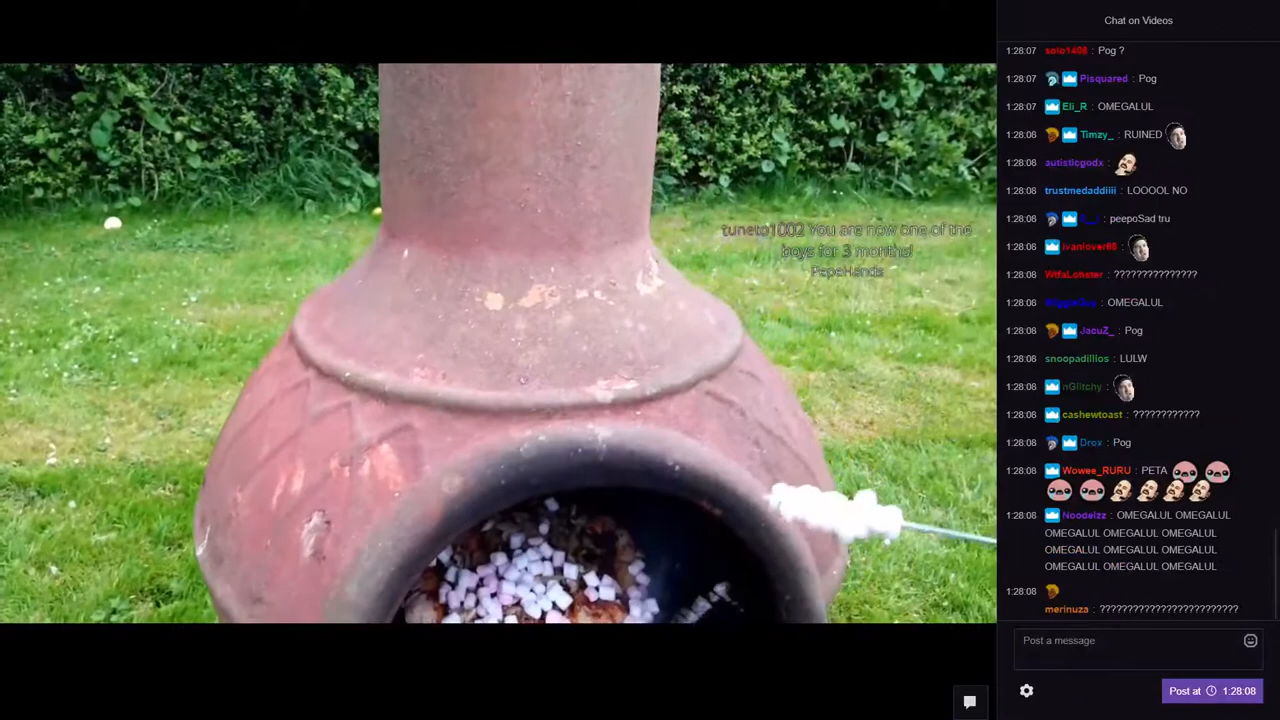 Chat on Videos
1:28:07 solo1408 : Pog ?
1:28:07 Pisquared : Pog
1:28:07 Eli_R : OMEGALUL
1:28:08 Timzy_ : RUINED
1:28:08 autisticgodx :
1:28:08 trustmedaddiiii : LOOOOL NO
1:28:08 : peepoSad tru
1:28:08 ivanlover69 :
1:28:08 WtfaLobster : ???????????????
1:28:08 : OMEGALUL
1:28:08 JacuZ_ : Pog
1:28:08 snoopadillios : LULW
1:28:08 nGlitchy :
1:28:08 cashewtoast : ????????????
1:28:08 Drox : Pog
1:28:08 Wowee_RURU : PETA
1:28:08 Noodelzz : OMEGALUL OMEGALUL
OMEGALUL OMEGALUL OMEGALUL
OMEGALUL OMEGALUL OMEGALUL
OMEGALUL OMEGALUL OMEGALUL
1:28:08
merinuza : ?????????????????????????
tuneto1002 You are now one of the
boys for 3 months!
PepeHands
Post a message
Post at 1:28:08